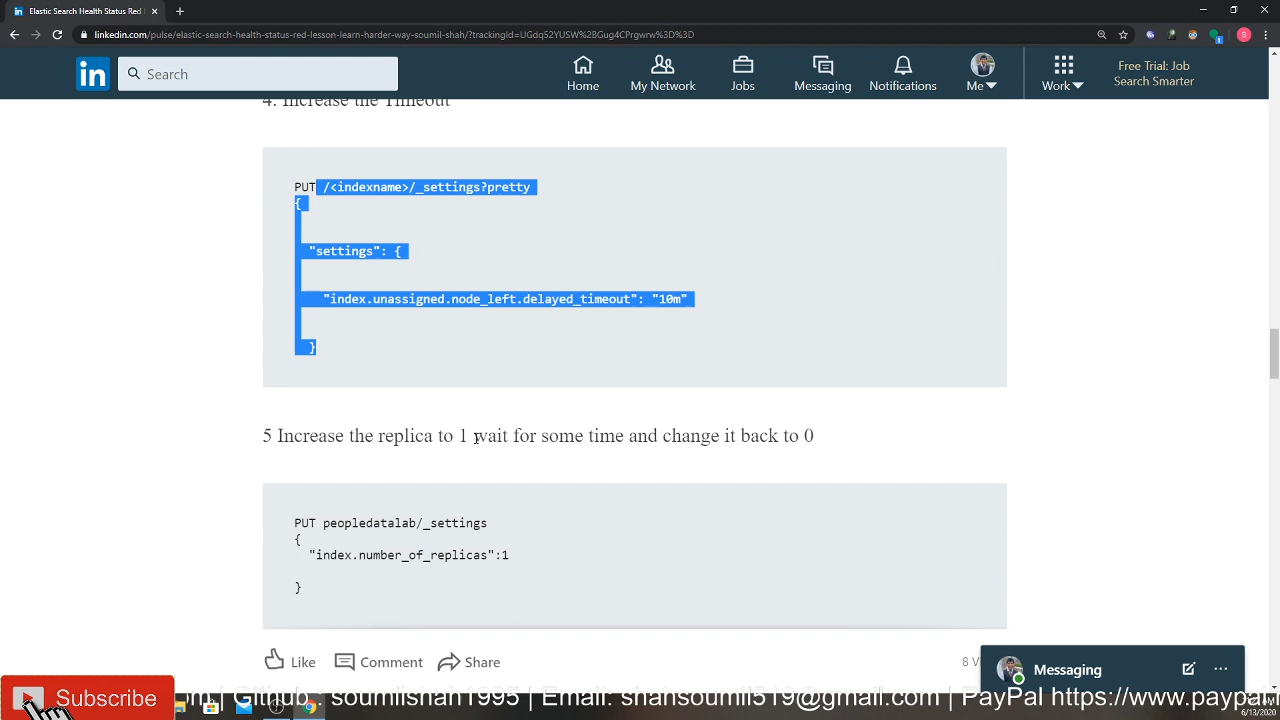 Elastic Search Health Status Red
linkedin.com/pulse/elastic-search-health-status-red-lesson-learn-harder-way-soumil-shah/?trackingId=UGdq52YUSW%2BGug4CPrgwrw%3D%3D
in
Search
Home
My Network
Jobs
Messaging
Notifications
Me
Work
Free Trial: Job
Search Smarter
4. Increase the Timeout
PUT /<indexname>/_settings?pretty
{
"settings": {
"index.unassigned.node_left.delayed_timeout": "10m"
}
5 Increase the replica to 1 wait for some time and change it back to 0
PUT peopledatalab/_settings
{
"index.number_of_replicas":1
}
Like
Comment
Share
Messaging
Subscribe
soumilshah1995 | Email: shahsoumil519@gmail.com | PayPal https://www.paypal
6/13/2020